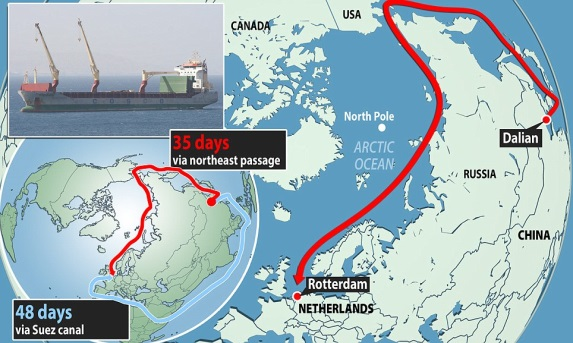 USA
CANADA
North Pole
ARCTIC
OCEAN
RUSSIA
Dalian
CHINA
Rotterdam
NETHERLANDS
35 days
via northeast passage
48 days
via Suez canal